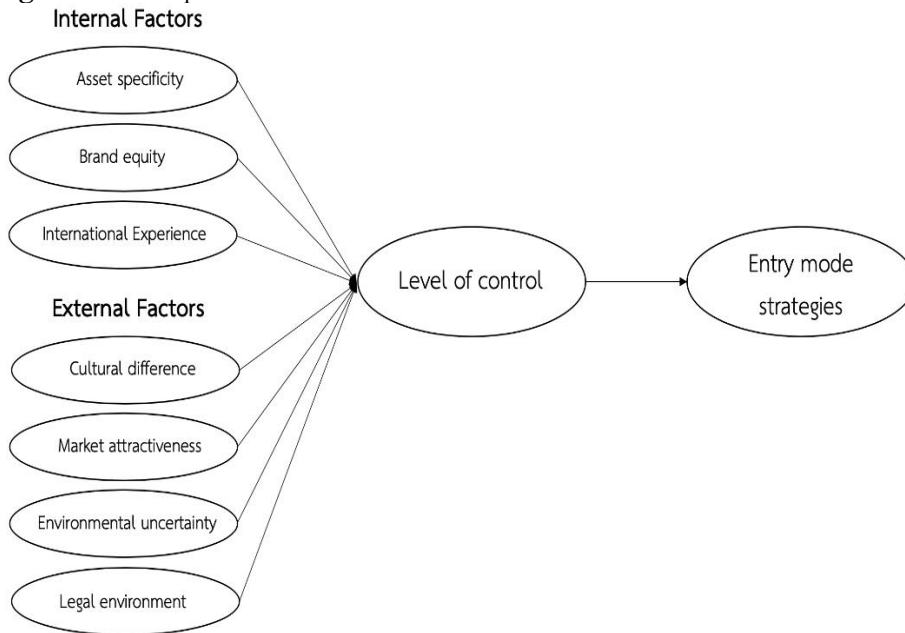 Internal Factors
Asset specificity
Brand equity
International Experience
External Factors
Cultural difference
Market attractiveness
Environmental uncertainty
Legal environment
Level of control
Entry mode
strategies